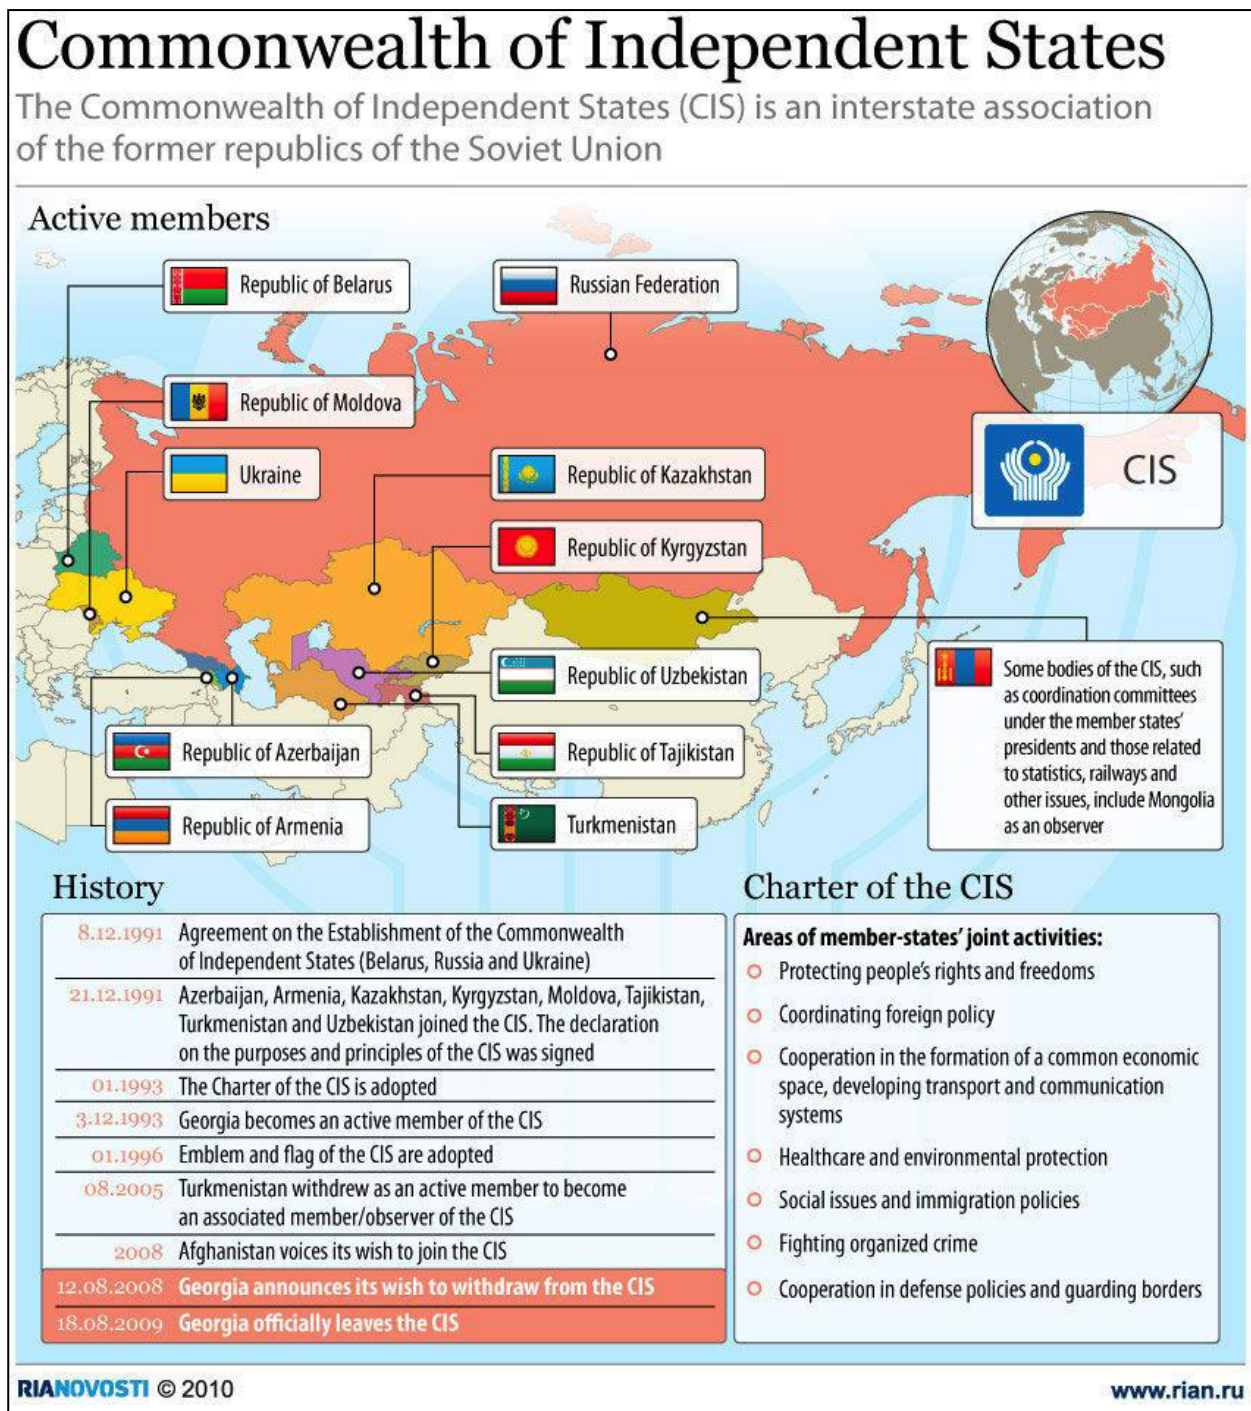 Commonwealth of Independent States
The Commonwealth of Independent States (CIS) is an interstate association
of the former republics of the Soviet Union
Active members
Republic of Belarus
Russian Federation
Republic of Moldova
Ukraine
Republic of Kazakhstan
CIS
Republic of Kyrgyzstan
Republic of Uzbekistan
Some bodies of the CIS, such
as coordination committees
under the member states'
presidents and those related
to statistics, railways and
other issues, include Mongolia
as an observer
Republic of Azerbaijan
Republic of Tajikistan
Republic of Armenia
Turkmenistan
History
8.12.1991 Agreement on the Establishment of the Commonwealth
of Independent States (Belarus, Russia and Ukraine)
21.12.1991 Azerbaijan, Armenia, Kazakhstan, Kyrgyzstan, Moldova, Tajikistan,
Turkmenistan and Uzbekistan joined the CIS. The declaration
on the purposes and principles of the CIS was signed
01.1993 The Charter of the CIS is adopted
3.12.1993 Georgia becomes an active member of the CIS
01.1996 Emblem and flag of the CIS are adopted
08.2005 Turkmenistan withdrew as an active member to become
an associated member/observer of the CIS
2008 Afghanistan voices its wish to join the CIS
12.08.2008 Georgia announces its wish to withdraw from the CIS
18.08.2009 Georgia officially leaves the CIS
Charter of the CIS
Areas of member-states' joint activities:
Protecting people's rights and freedoms
Coordinating foreign policy
Cooperation in the formation of a common economic
space, developing transport and communication
systems
Healthcare and environmental protection
Social issues and immigration policies
Fighting organized crime
Cooperation in defense policies and guarding borders
RIANOVOSTI © 2010
www.rian.ru